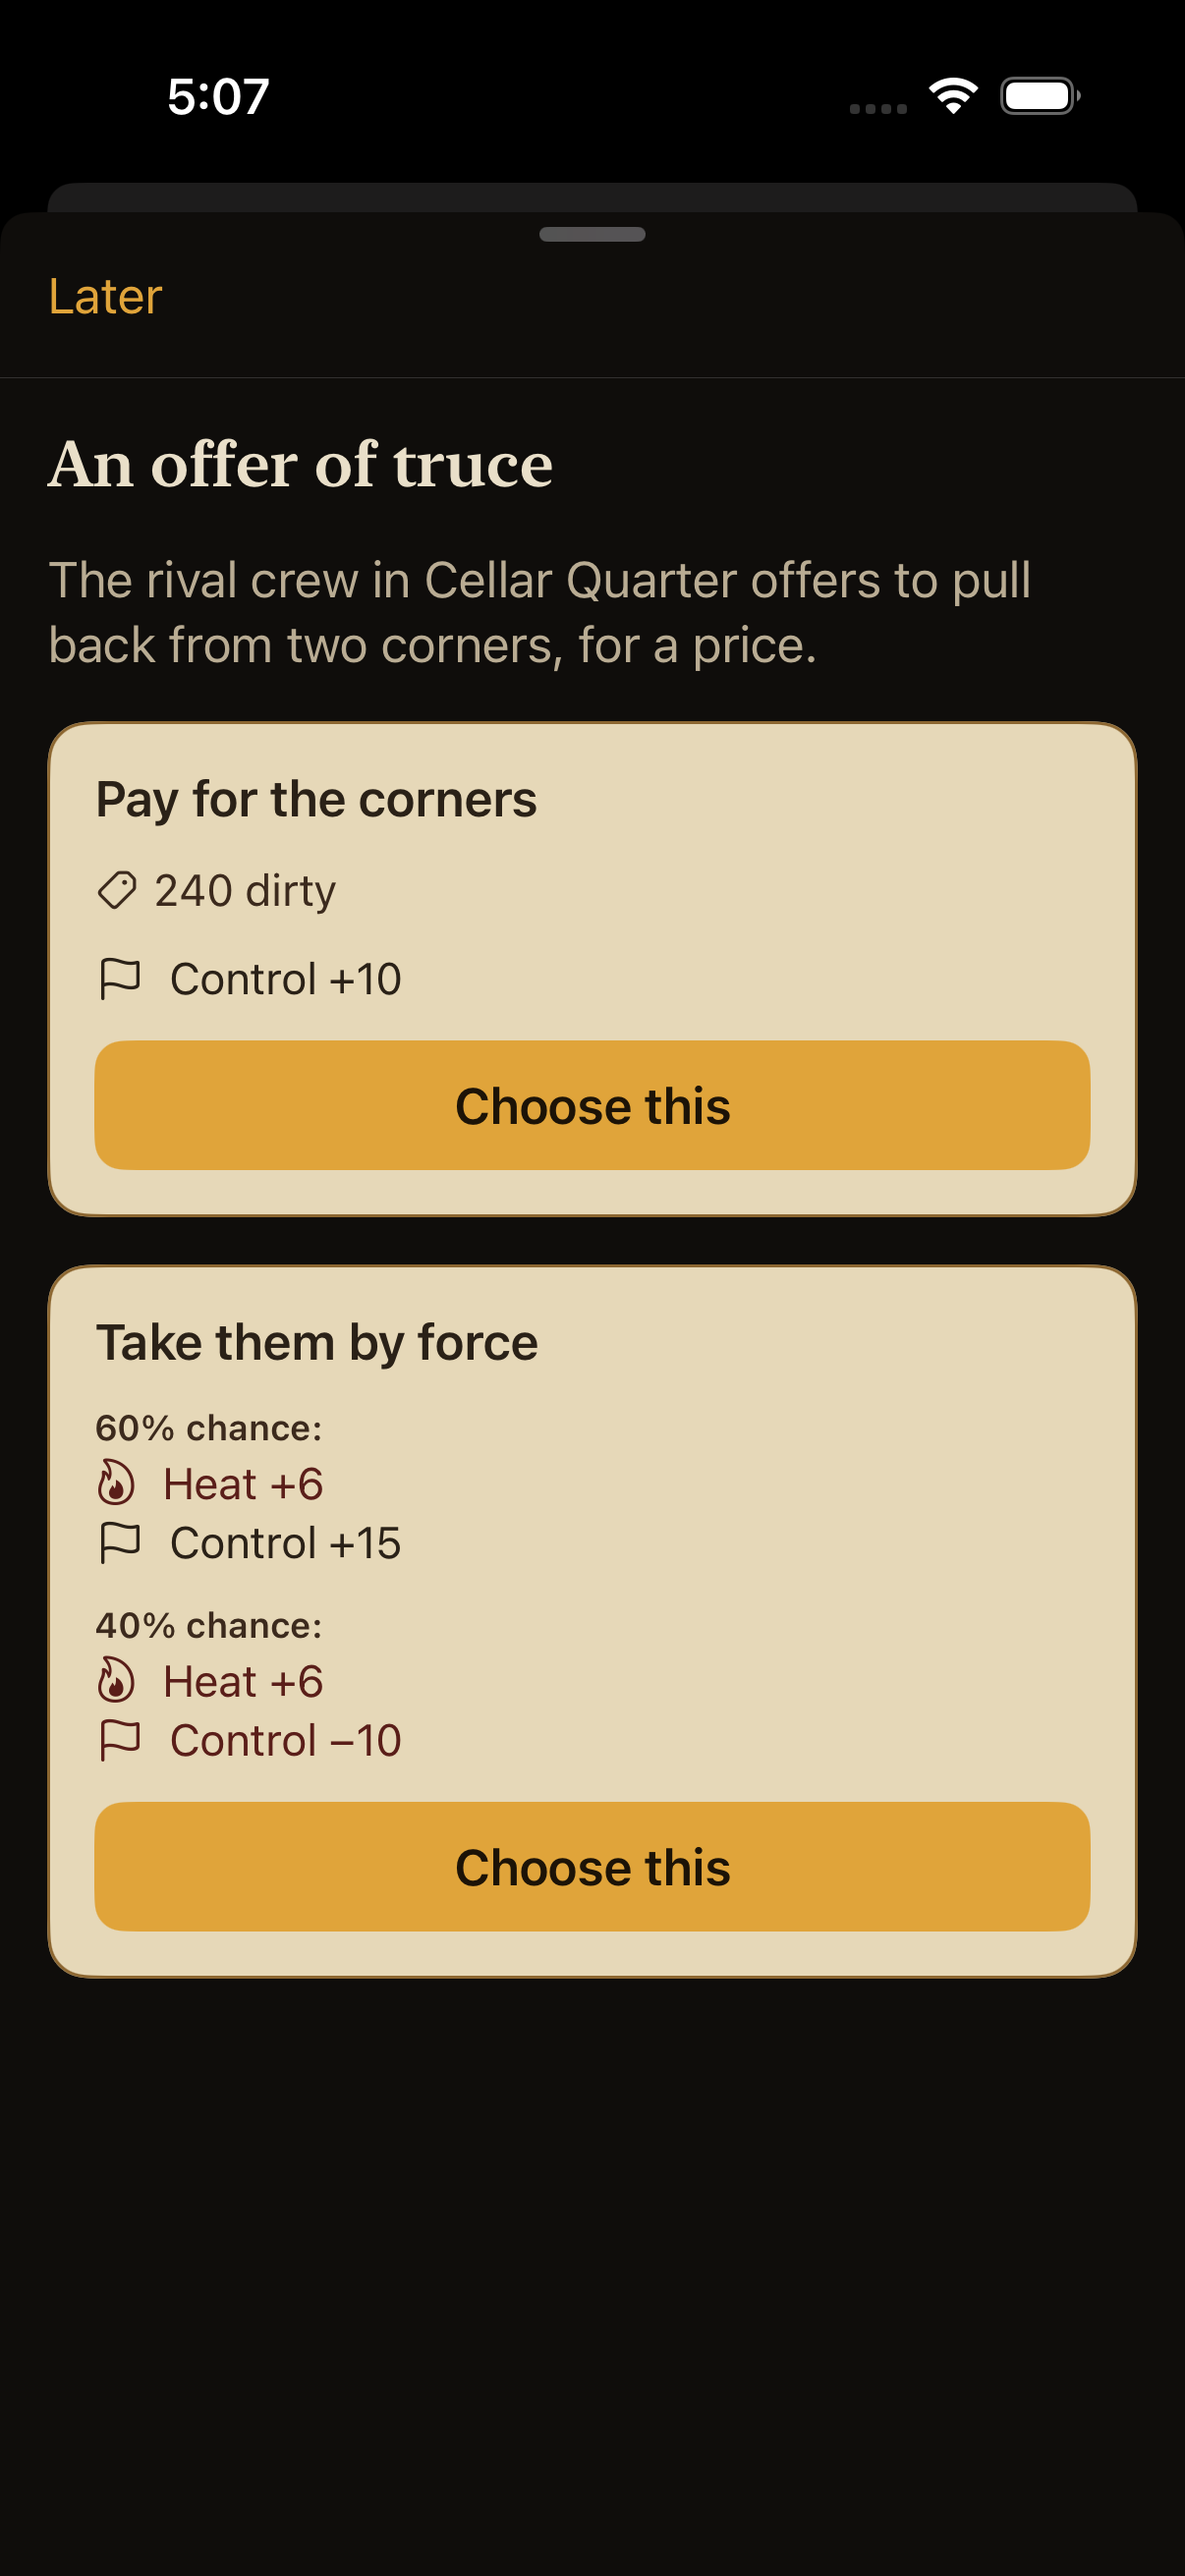 5:07
Later
An offer of truce
The rival crew in Cellar Quarter offers to pull
back from two corners, for a price.
Pay for the corners
240 dirty
Control +10
Choose this
Take them by force
60% chance:
Heat +6
Control +15
40% chance:
Heat +6
Control −10
Choose this